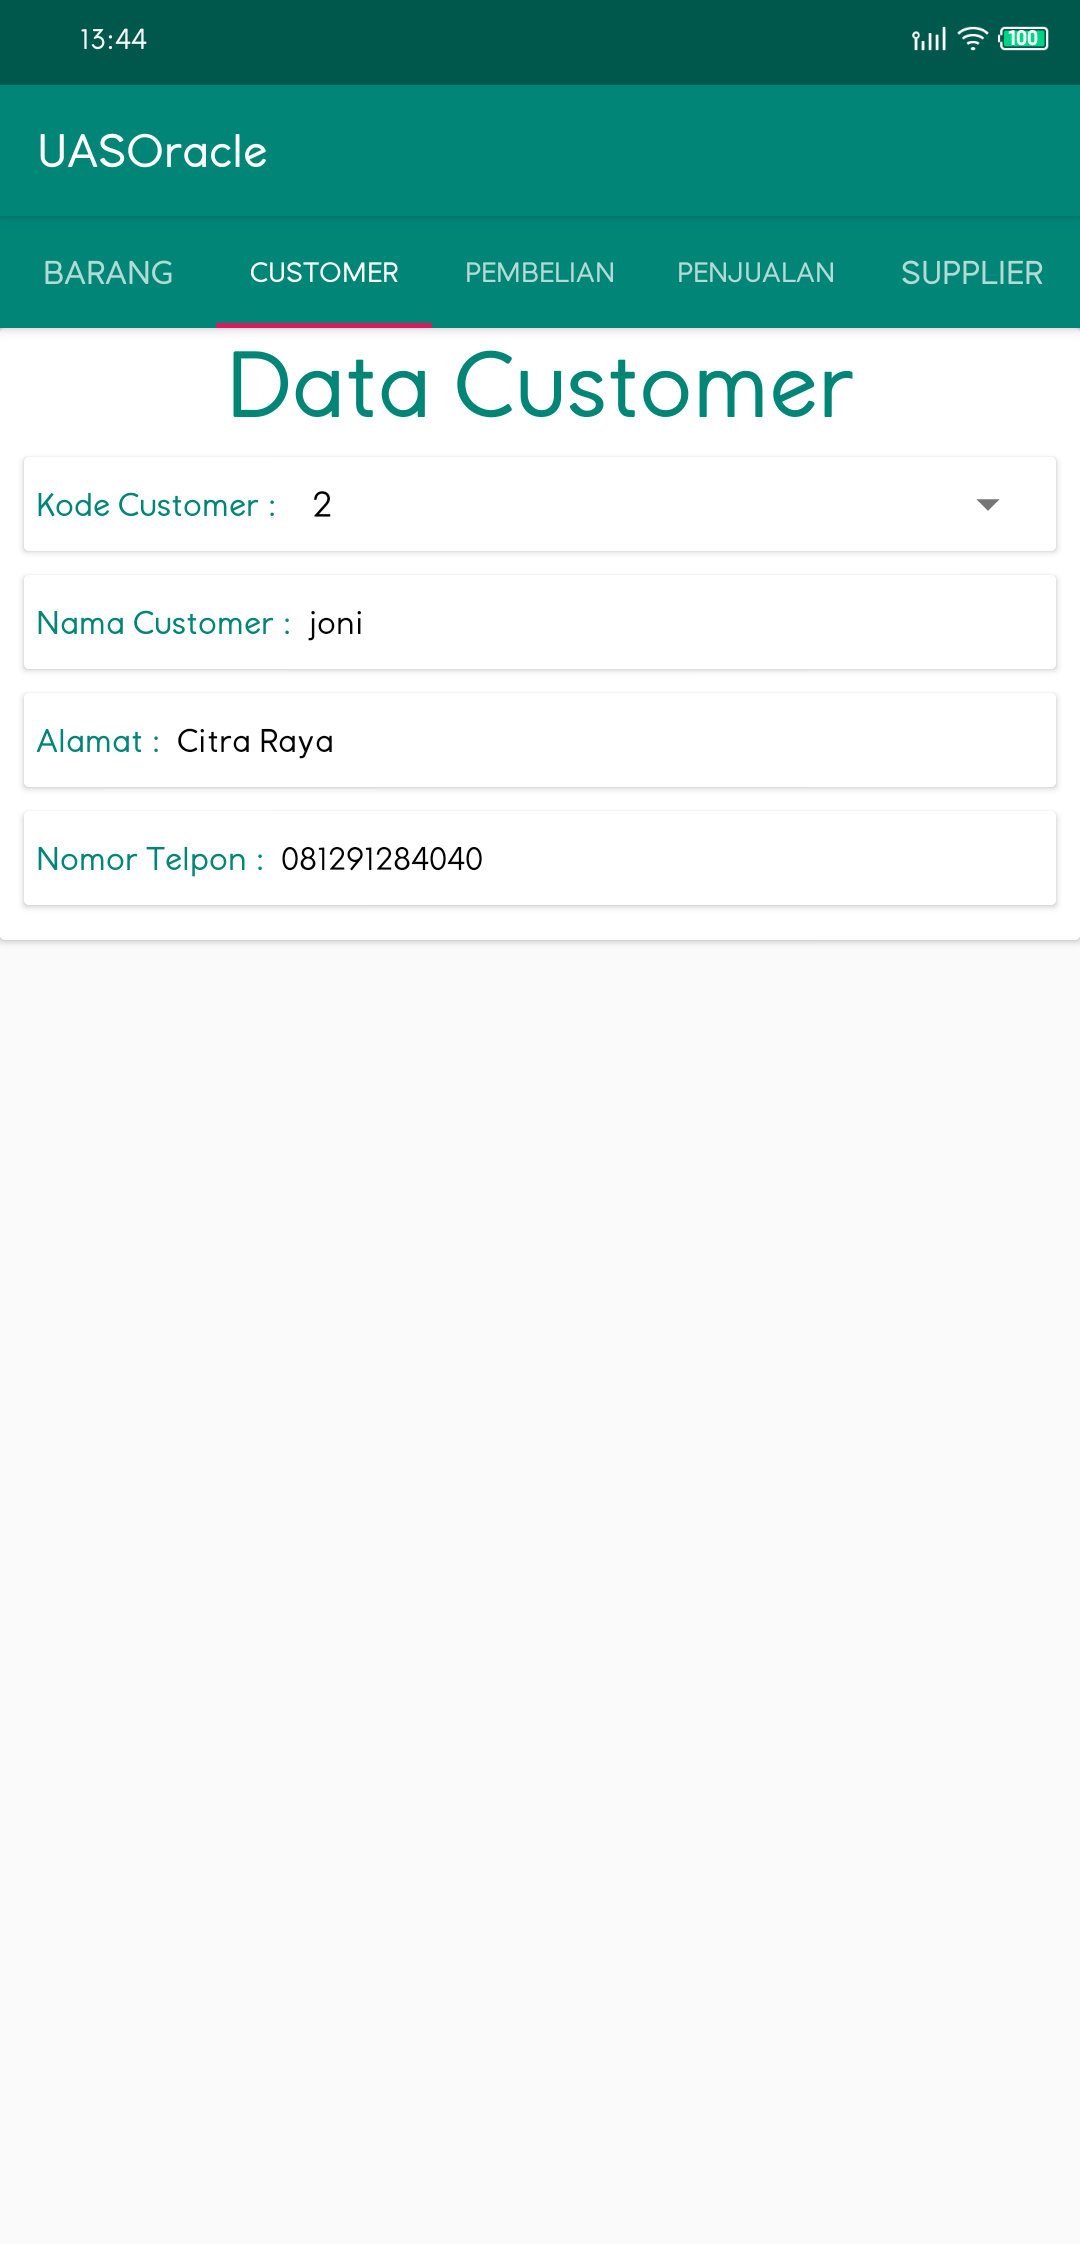 13:44
100
UASOracle
BARANG CUSTOMER PEMBELIAN PENJUALAN SUPPLIER
Data Customer
Kode Customer : 2
Nama Customer : joni
Alamat : Citra Raya
Nomor Telpon : 081291284040